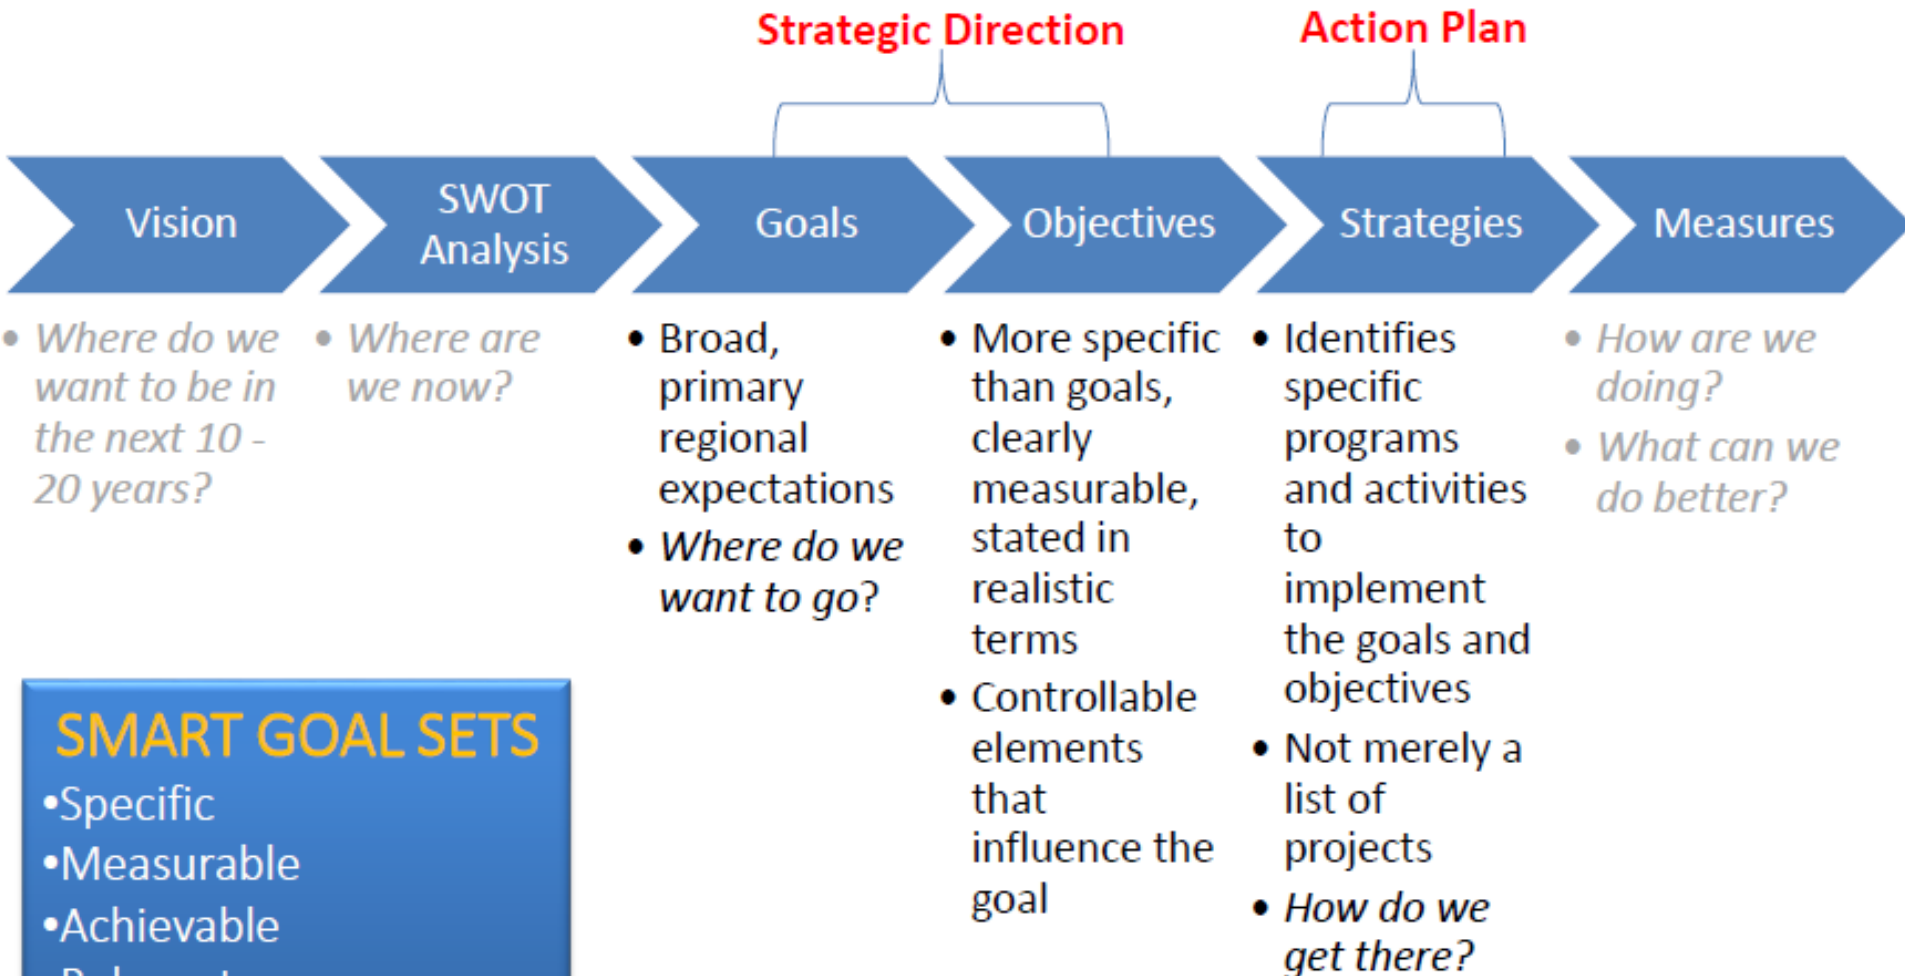 Strategic Direction
Action Plan
Vision
SWOT
Analysis
Goals
Objectives
Strategies
Measures
• Where do we
want to be in
the next 10 -
20 years?
• Where are
we now?
• Broad,
primary
regional
expectations
• Where do we
want to go?
• More specific
than goals,
clearly
measurable,
stated in
realistic
terms
• Controllable
elements
that
influence the
goal
• Identifies
specific
programs
and activities
to
implement
the goals and
objectives
• Not merely a
list of
projects
• How do we
get there?
• How are we
doing?
• What can we
do better?
SMART GOAL SETS
•Specific
•Measurable
•Achievable